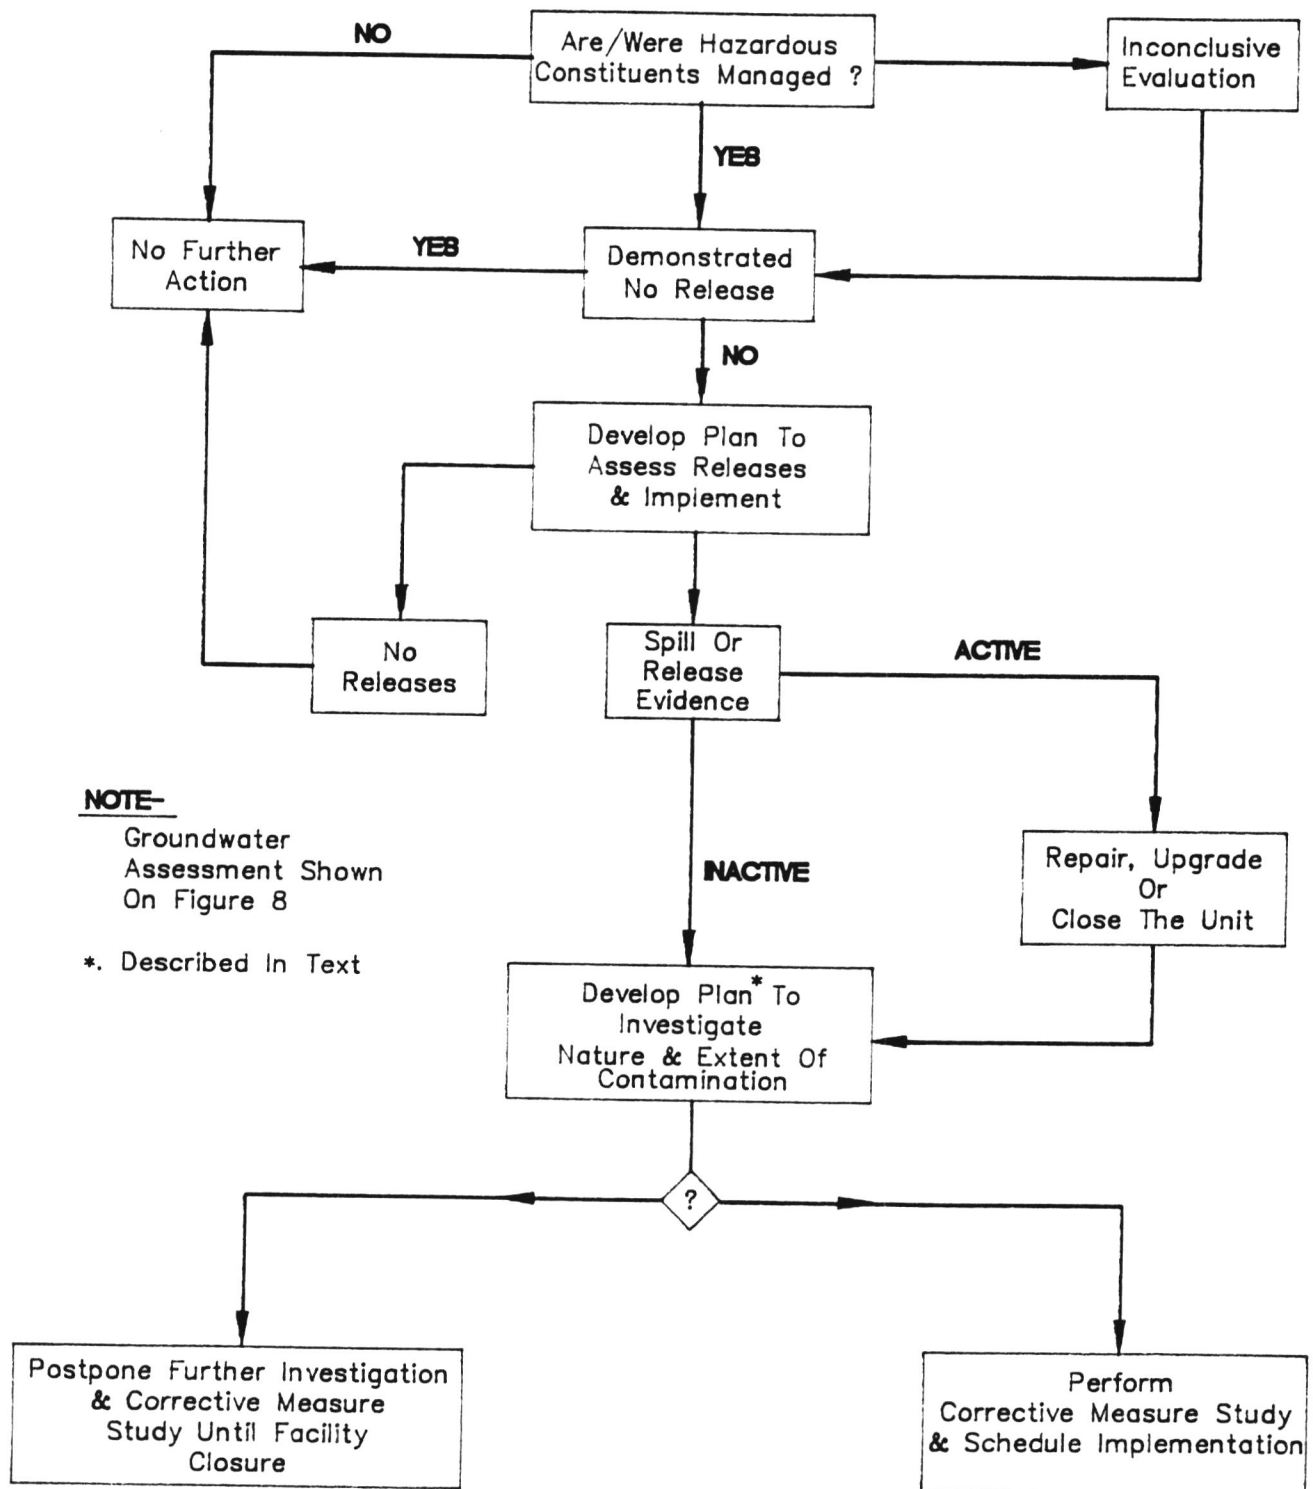 NO
Are/Were Hazardous
Constituents Managed ?
Inconclusive
Evaluation
YES
No Further
Action
YES
Demonstrated
No Release
NO
Develop Plan To
Assess Releases
& Implement
No
Releases
Spill Or
Release
Evidence
ACTIVE
NOTE-
Groundwater
Assessment Shown
On Figure 8
*. Described In Text
INACTIVE
Repair, Upgrade
Or
Close The Unit
Develop Plan* To
Investigate
Nature & Extent Of
Contamination
?
Postpone Further Investigation
& Corrective Measure
Study Until Facility
Closure
Perform
Corrective Measure Study
& Schedule Implementation